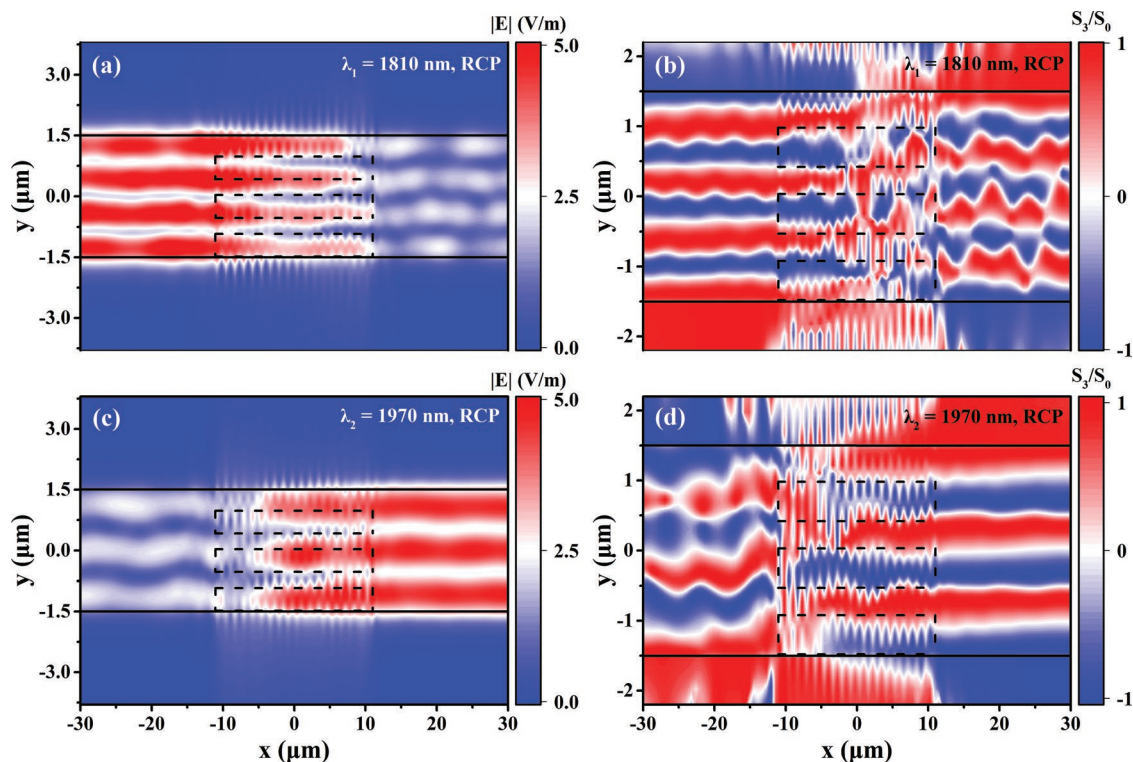 |E| (V/m)
S3/S0
(a)
λ1 = 1810 nm, RCP
5.0
2.5
0.0
3.0
1.5
0.0
-1.5
-3.0
y (μm)
(b)
λ1 = 1810 nm, RCP
1
0
-1
2
1
0
-1
-2
y (μm)
|E| (V/m)
S3/S0
(c)
λ2 = 1970 nm, RCP
5.0
2.5
0.0
3.0
1.5
0.0
-1.5
-3.0
y (μm)
-30 -20 -10 0 10 20 30
x (μm)
(d)
λ2 = 1970 nm, RCP
1
0
-1
2
1
0
-1
-2
y (μm)
-30 -20 -10 0 10 20 30
x (μm)